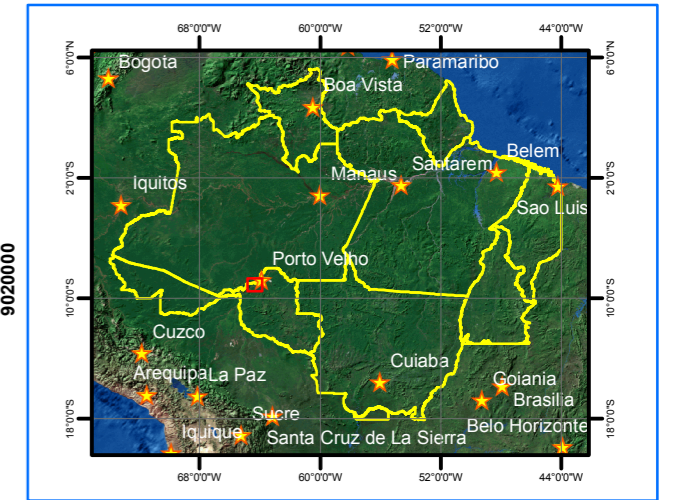 68°0'0"W 60°0'0"W 52°0'0"W 44°0'0"W
6°0'0"N 6°0'0"N
Bogota Paramaribo
Boa Vista
Belem
2°0'0"S Manaus Santarem 2°0'0"S
Iquitos
Sao Luis
9020000
Porto Velho
10°0'0"S 10°0'0"S
Cuzco
Cuiaba
Arequipa La Paz Goiania
Brasilia
18°0'0"S Sucre Belo Horizonte 18°0'0"S
Iquique Santa Cruz de La Sierra
68°0'0"W 60°0'0"W 52°0'0"W 44°0'0"W